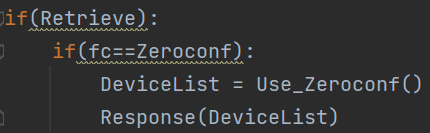 if(Retrieve):
    if(fc==Zeroconf):
        DeviceList = Use_Zeroconf()
        Response(DeviceList)